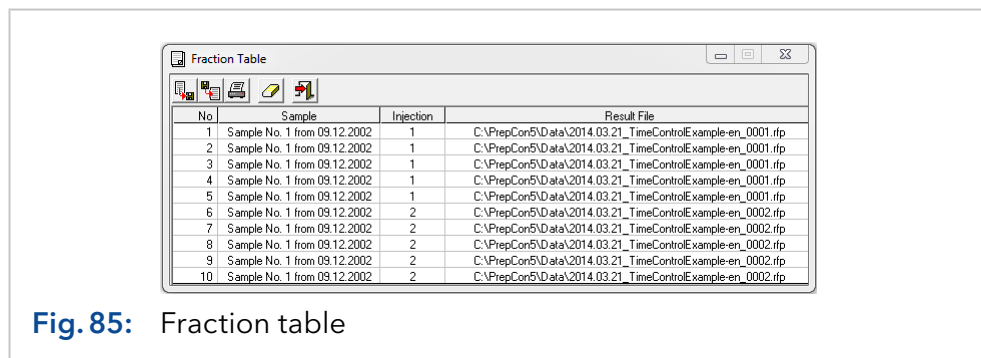 Fraction Table
No Sample Injection Result File
1 Sample No. 1 from 09.12.2002 1 C:\PrepCon5\Data\2014.03.21_TimeControlExample-en_0001.rfp
2 Sample No. 1 from 09.12.2002 1 C:\PrepCon5\Data\2014.03.21_TimeControlExample-en_0001.rfp
3 Sample No. 1 from 09.12.2002 1 C:\PrepCon5\Data\2014.03.21_TimeControlExample-en_0001.rfp
4 Sample No. 1 from 09.12.2002 1 C:\PrepCon5\Data\2014.03.21_TimeControlExample-en_0001.rfp
5 Sample No. 1 from 09.12.2002 1 C:\PrepCon5\Data\2014.03.21_TimeControlExample-en_0001.rfp
6 Sample No. 1 from 09.12.2002 2 C:\PrepCon5\Data\2014.03.21_TimeControlExample-en_0002.rfp
7 Sample No. 1 from 09.12.2002 2 C:\PrepCon5\Data\2014.03.21_TimeControlExample-en_0002.rfp
8 Sample No. 1 from 09.12.2002 2 C:\PrepCon5\Data\2014.03.21_TimeControlExample-en_0002.rfp
9 Sample No. 1 from 09.12.2002 2 C:\PrepCon5\Data\2014.03.21_TimeControlExample-en_0002.rfp
10 Sample No. 1 from 09.12.2002 2 C:\PrepCon5\Data\2014.03.21_TimeControlExample-en_0002.rfp
Fig. 85: Fraction table